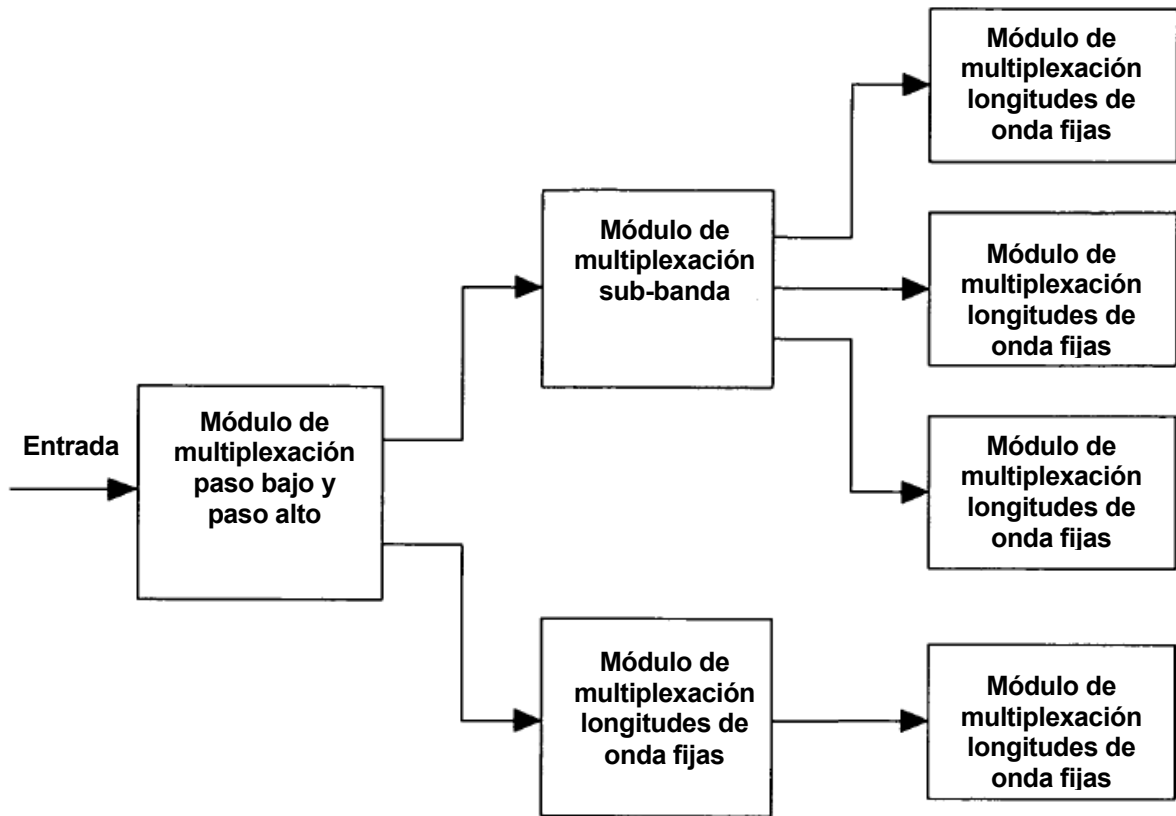 Entrada
Módulo de
multiplexación
paso bajo y
paso alto
Módulo de
multiplexación
sub-banda
Módulo de
multiplexación
longitudes de
onda fijas
Módulo de
multiplexación
longitudes de
onda fijas
Módulo de
multiplexación
longitudes de
onda fijas
Módulo de
multiplexación
longitudes de
onda fijas
Módulo de
multiplexación
longitudes de
onda fijas